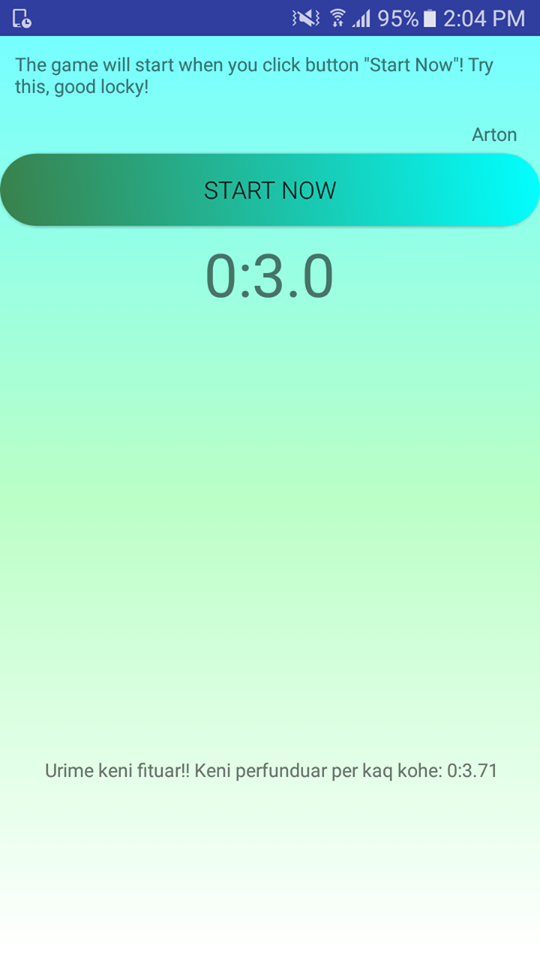 95% 2:04 PM
The game will start when you click button "Start Now"! Try
this, good locky!
Arton
START NOW
0:3.0
Urime keni fituar!! Keni perfunduar per kaq kohe: 0:3.71